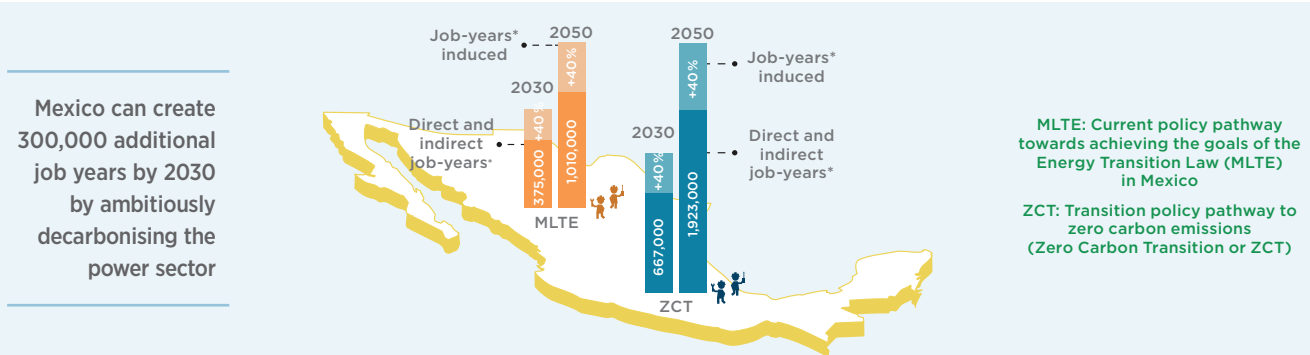 Mexico can create
300,000 additional
job years by 2030
by ambitiously
decarbonising the
power sector
Job-years*
induced
2050
+40%
1,010,000
2030
+40%
375,000
Direct and
indirect
job-years*
MLTE
2050
+40%
1,923,000
2030
+40%
667,000
Job-years*
induced
Direct and
indirect
job-years*
ZCT
MLTE: Current policy pathway
towards achieving the goals of the
Energy Transition Law (MLTE)
in Mexico
ZCT: Transition policy pathway to
zero carbon emissions
(Zero Carbon Transition or ZCT)